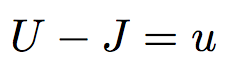 U − J = u